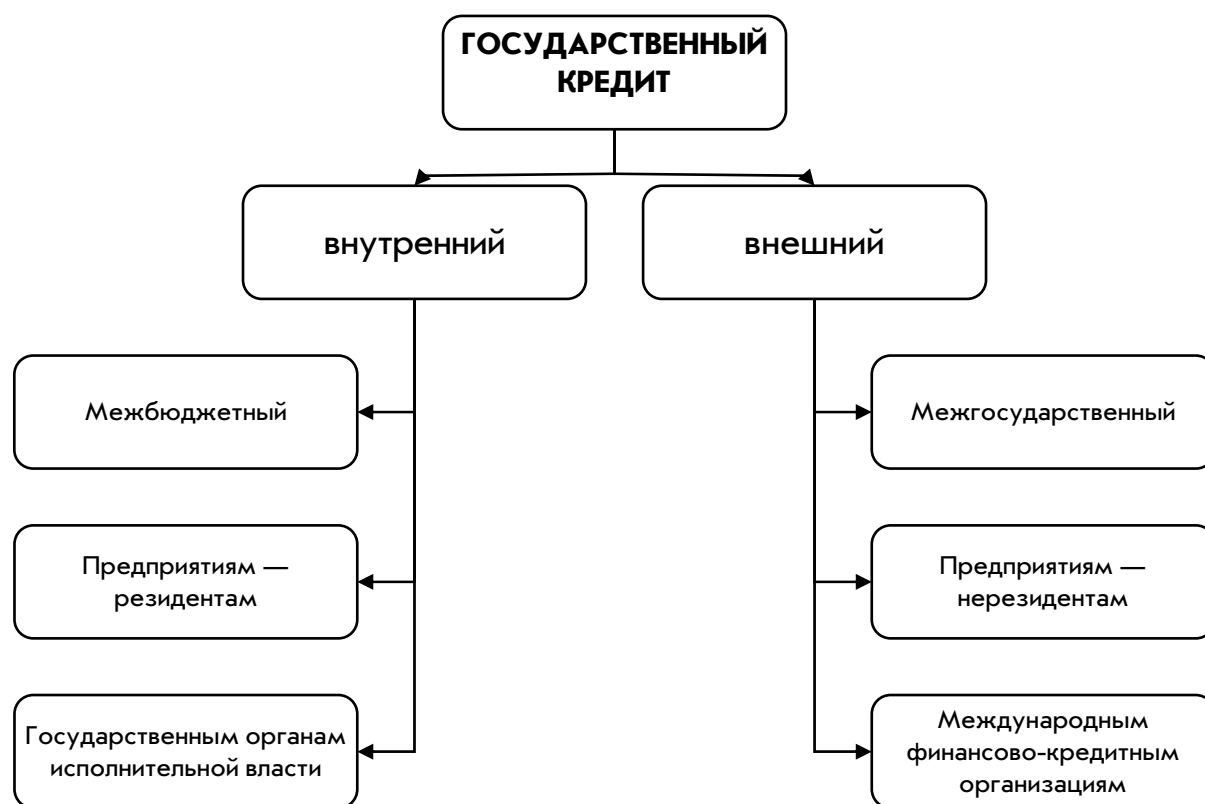 ГОСУДАРСТВЕННЫЙ
КРЕДИТ
внутренний
внешний
Межбюджетный
Межгосударственный
Предприятиям —
резидентам
Предприятиям —
нерезидентам
Государственным органам
исполнительной власти
Международным
финансово-кредитным
организациям